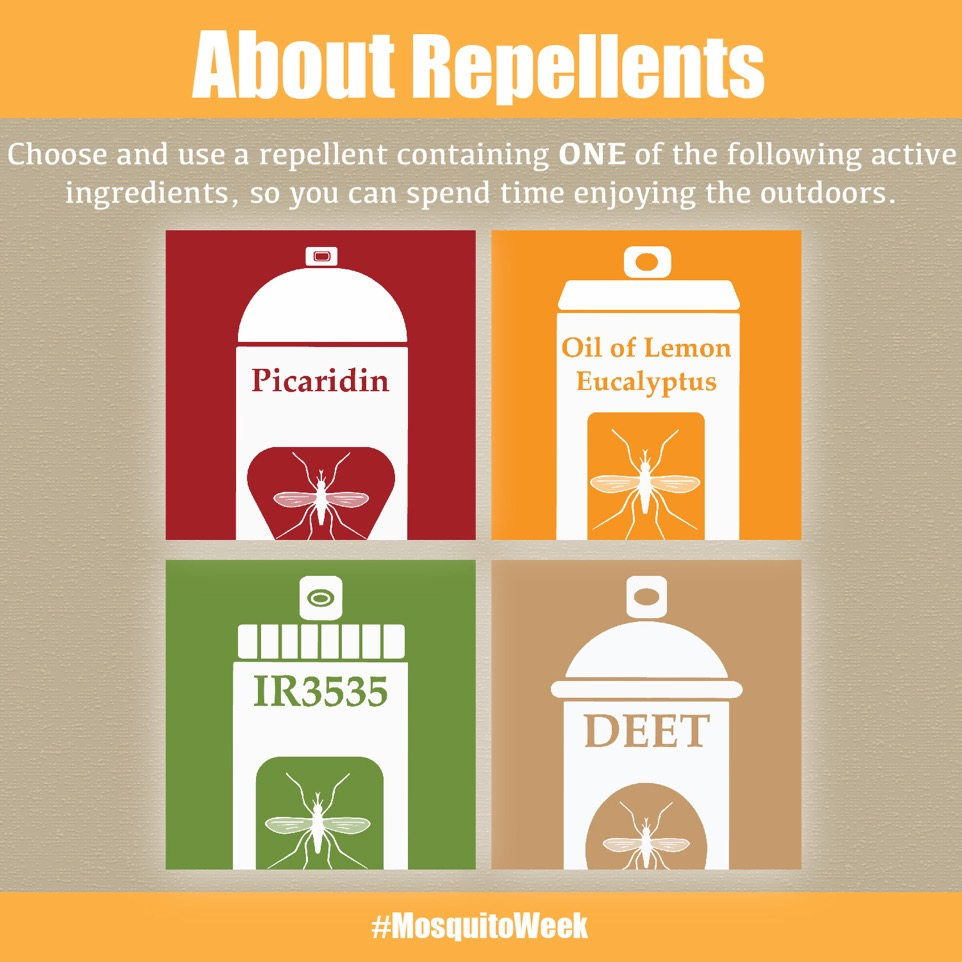 About Repellents
Choose and use a repellent containing ONE of the following active
ingredients, so you can spend time enjoying the outdoors.
Picaridin
Oil of Lemon
Eucalyptus
IR3535
DEET
#MosquitoWeek